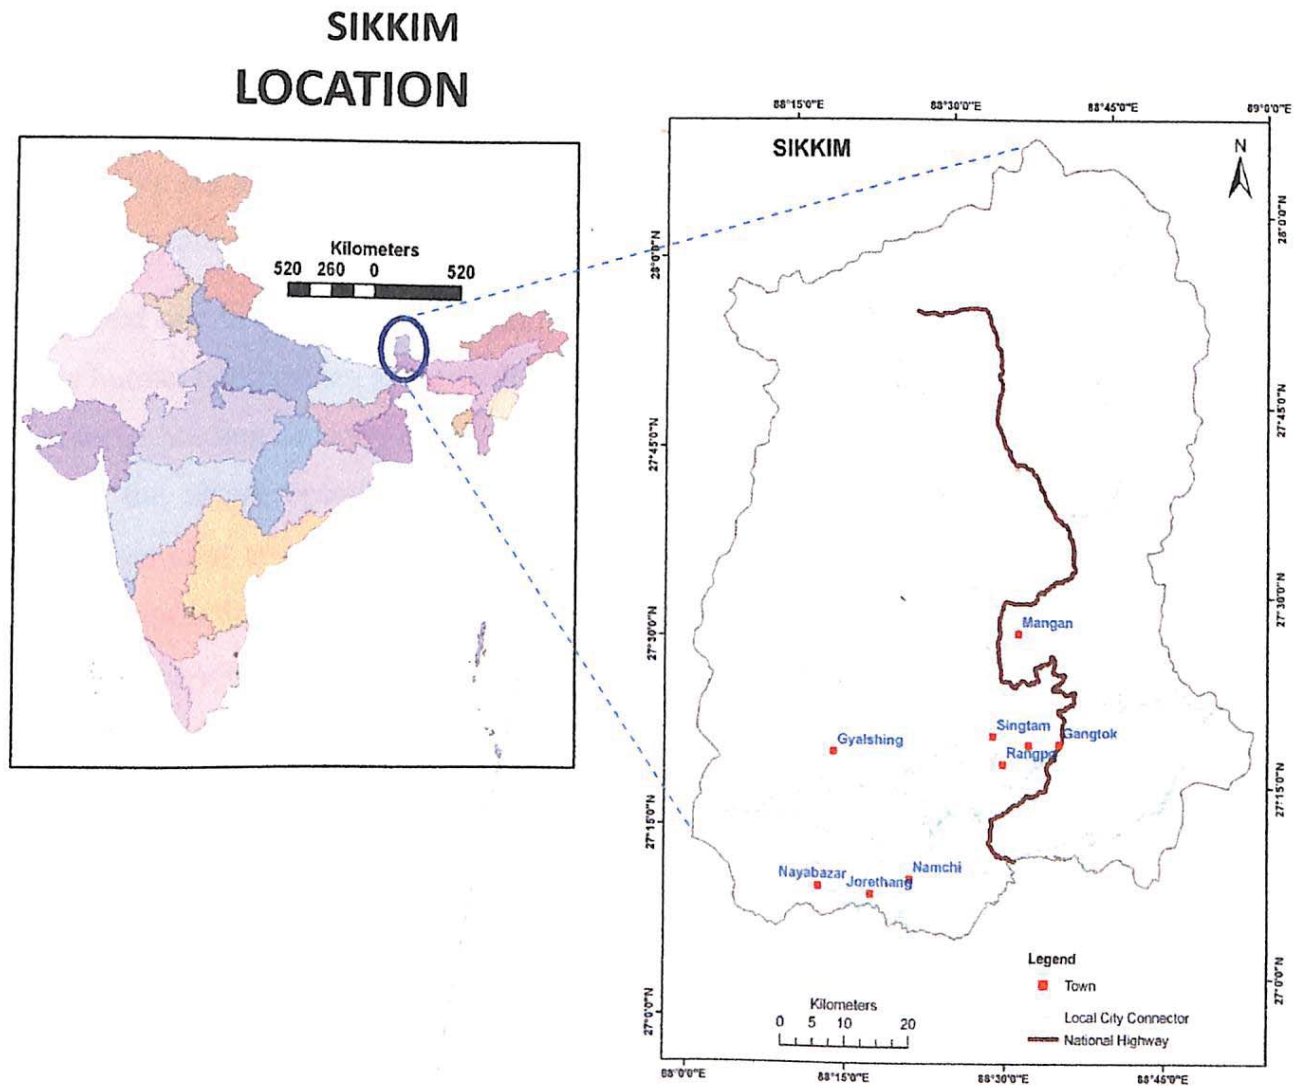 SIKKIM
LOCATION
Kilometers
520 260 0 520
88°15'0"E 88°30'0"E 88°45'0"E 89°0'0"E
SIKKIM
N
28°0'0"N
28°0'0"N
27°45'0"N
27°45'0"N
27°30'0"N
27°30'0"N
Mangan
Singtam
Gangtok
Gyalshing
Rangpo
27°15'0"N
27°15'0"N
Namchi
Nayabazar
Jorethang
Legend
Town
Kilometers
0 5 10 20
Local City Connector
National Highway
27°0'0"N
27°0'0"N
88°0'0"E 88°15'0"E 88°30'0"E 88°45'0"E